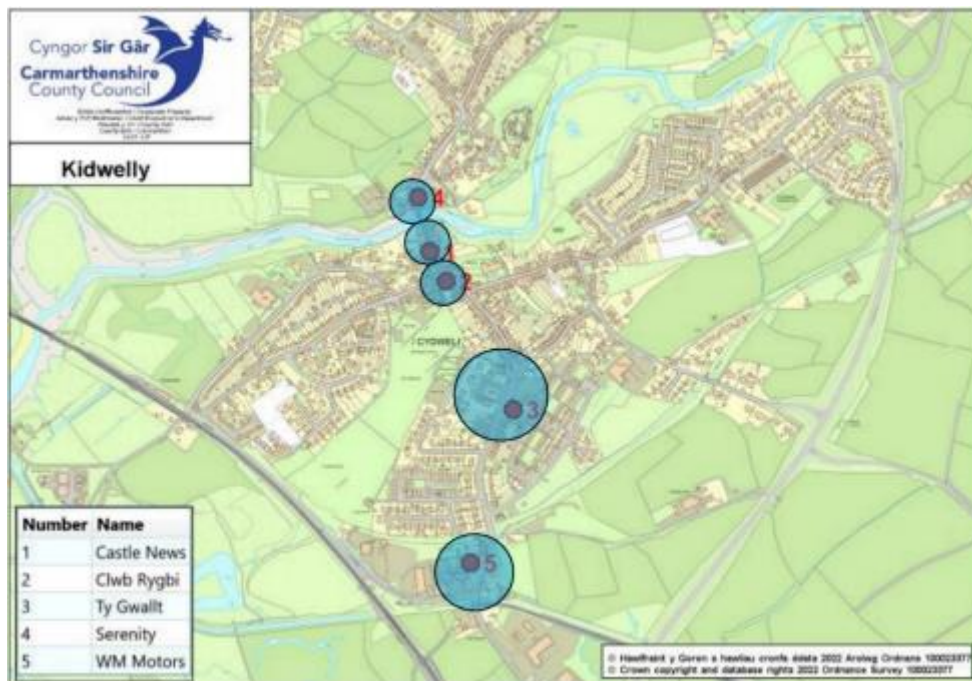 Cyngor Sir Gâr
Carmarthenshire
County Council
Kidwelly
4
1
2
CYDWELI
3
5
Number Name
1 Castle News
2 Clwb Rygbi
3 Ty Gwallt
4 Serenity
5 WM Motors
© Hawlfraint y Goron a hawliau cronfa ddata 2022 Arolwg Ordnans 100023377
© Crown copyright and database rights 2022 Ordnance Survey 100023377